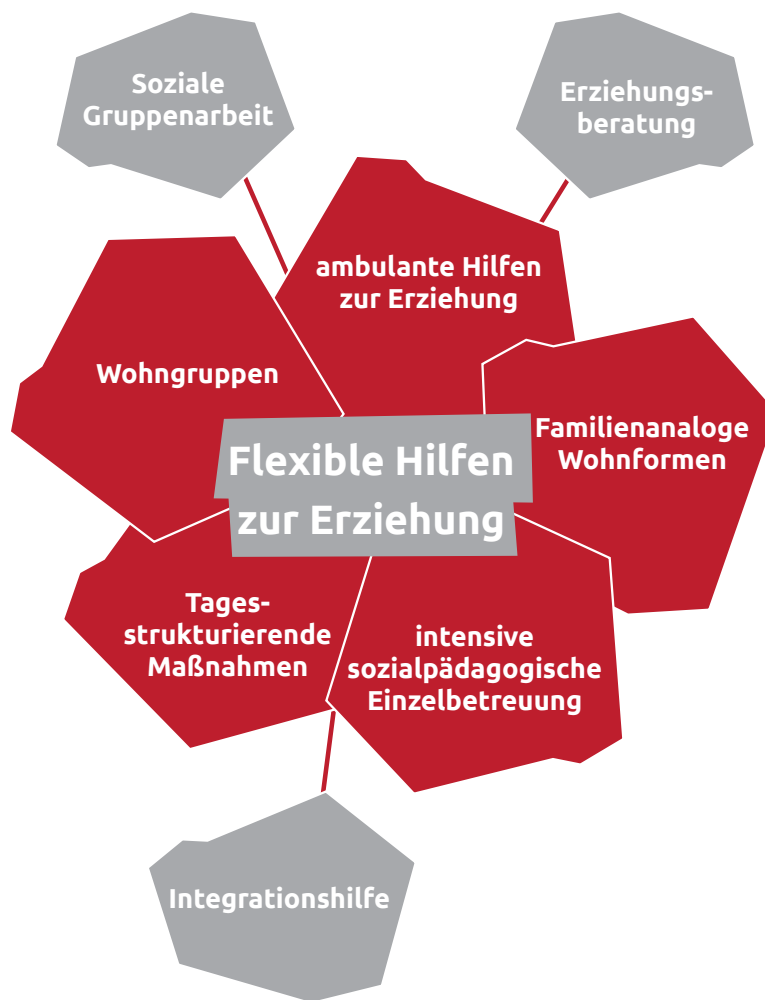 Soziale
Gruppenarbeit
Erziehungs-
beratung
ambulante Hilfen
zur Erziehung
Wohngruppen
Familienanaloge
Wohnformen
Flexible Hilfen
zur Erziehung
Tages-
strukturierende
Maßnahmen
intensive
sozialpädagogische
Einzelbetreuung
Integrationshilfe